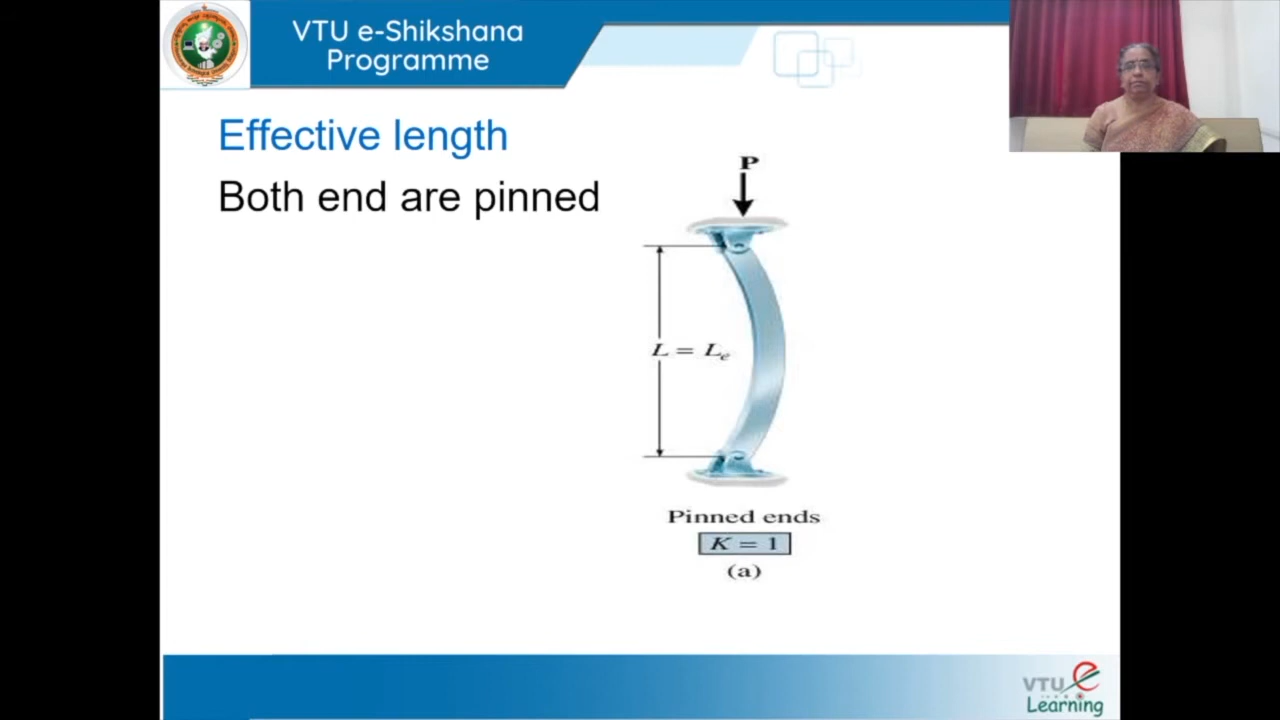 VTU e-Shikshana
Programme
Effective length
Both end are pinned
P
L = Le
Pinned ends
K = 1
(a)
VTU e
Learning